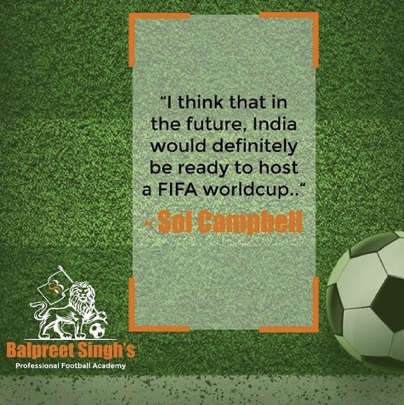 “I think that in
the future, India
would definitely
be ready to host
a FIFA worldcup..“
- Sol Campbell
Balpreet Singh's
Professional Football Academy